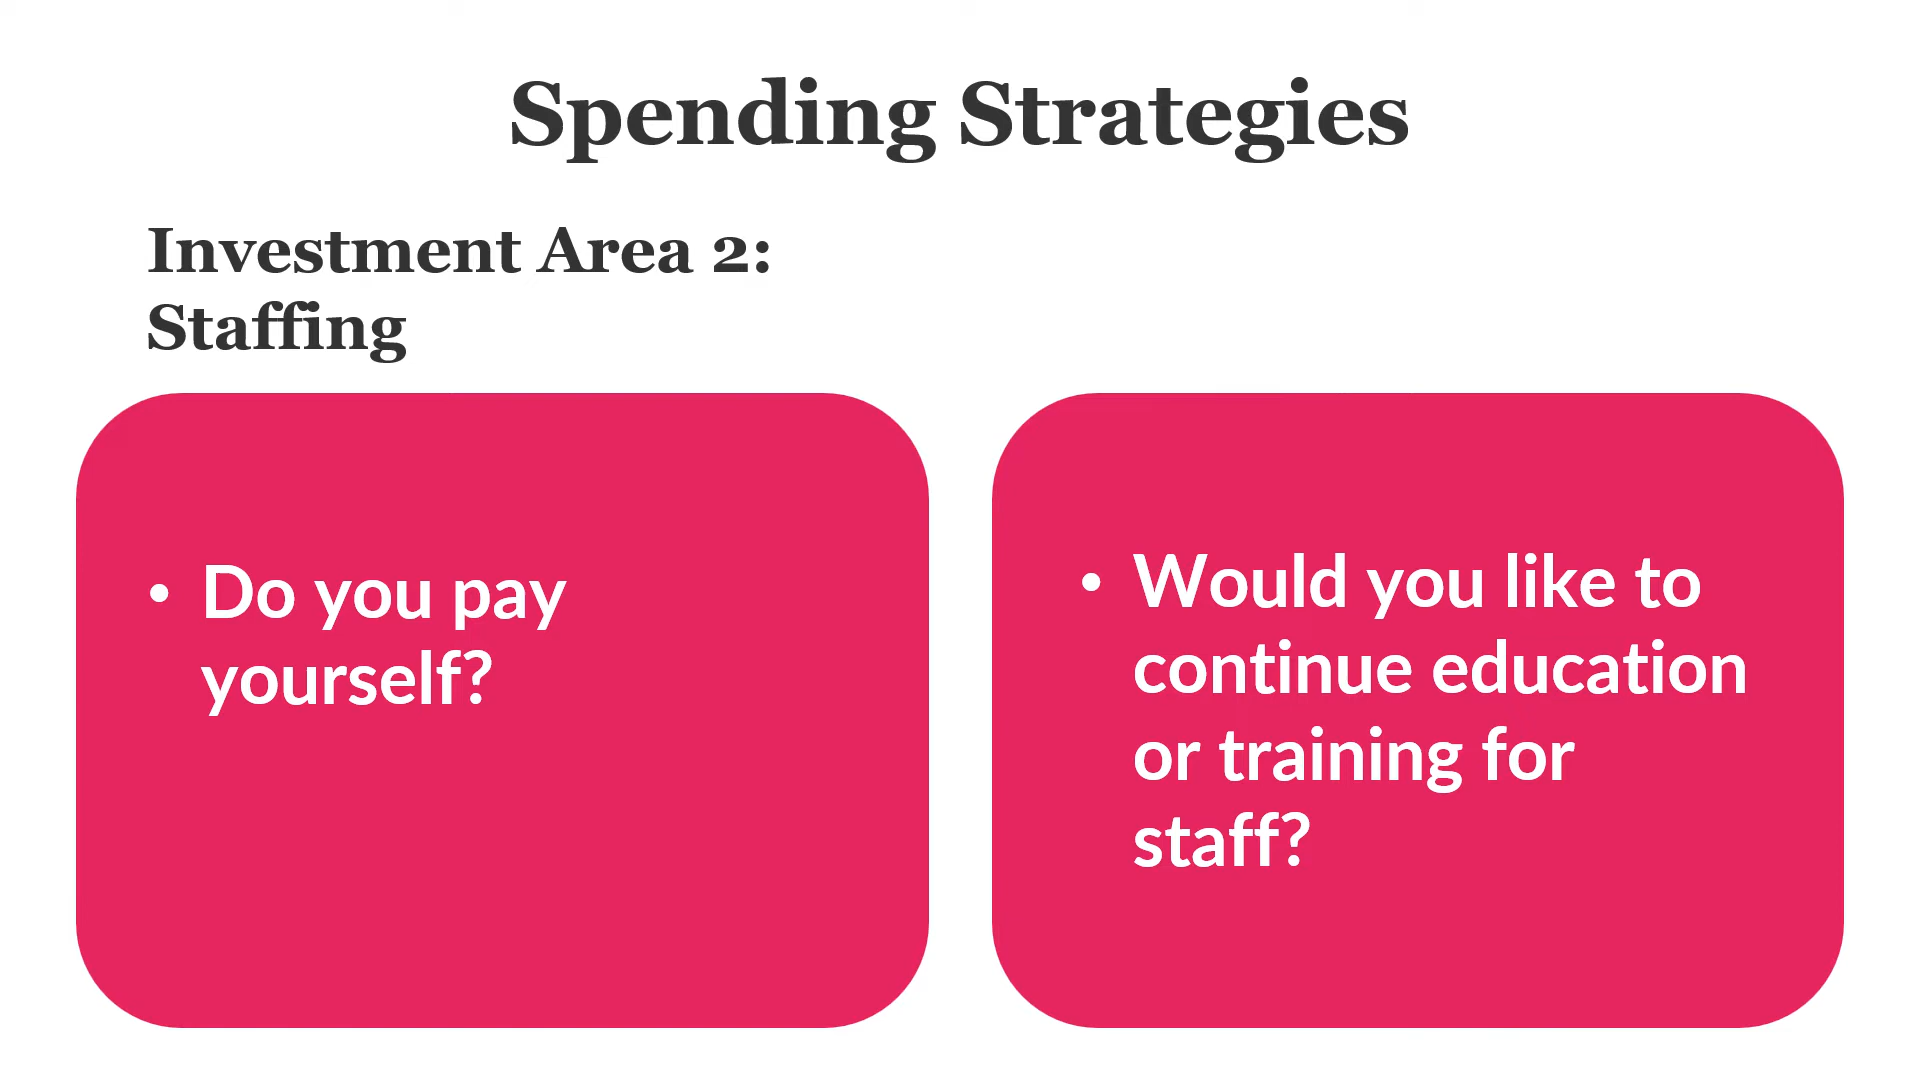 Spending Strategies
Investment Area 2:
Staffing
• Do you pay
yourself?
• Would you like to
continue education
or training for
staff?